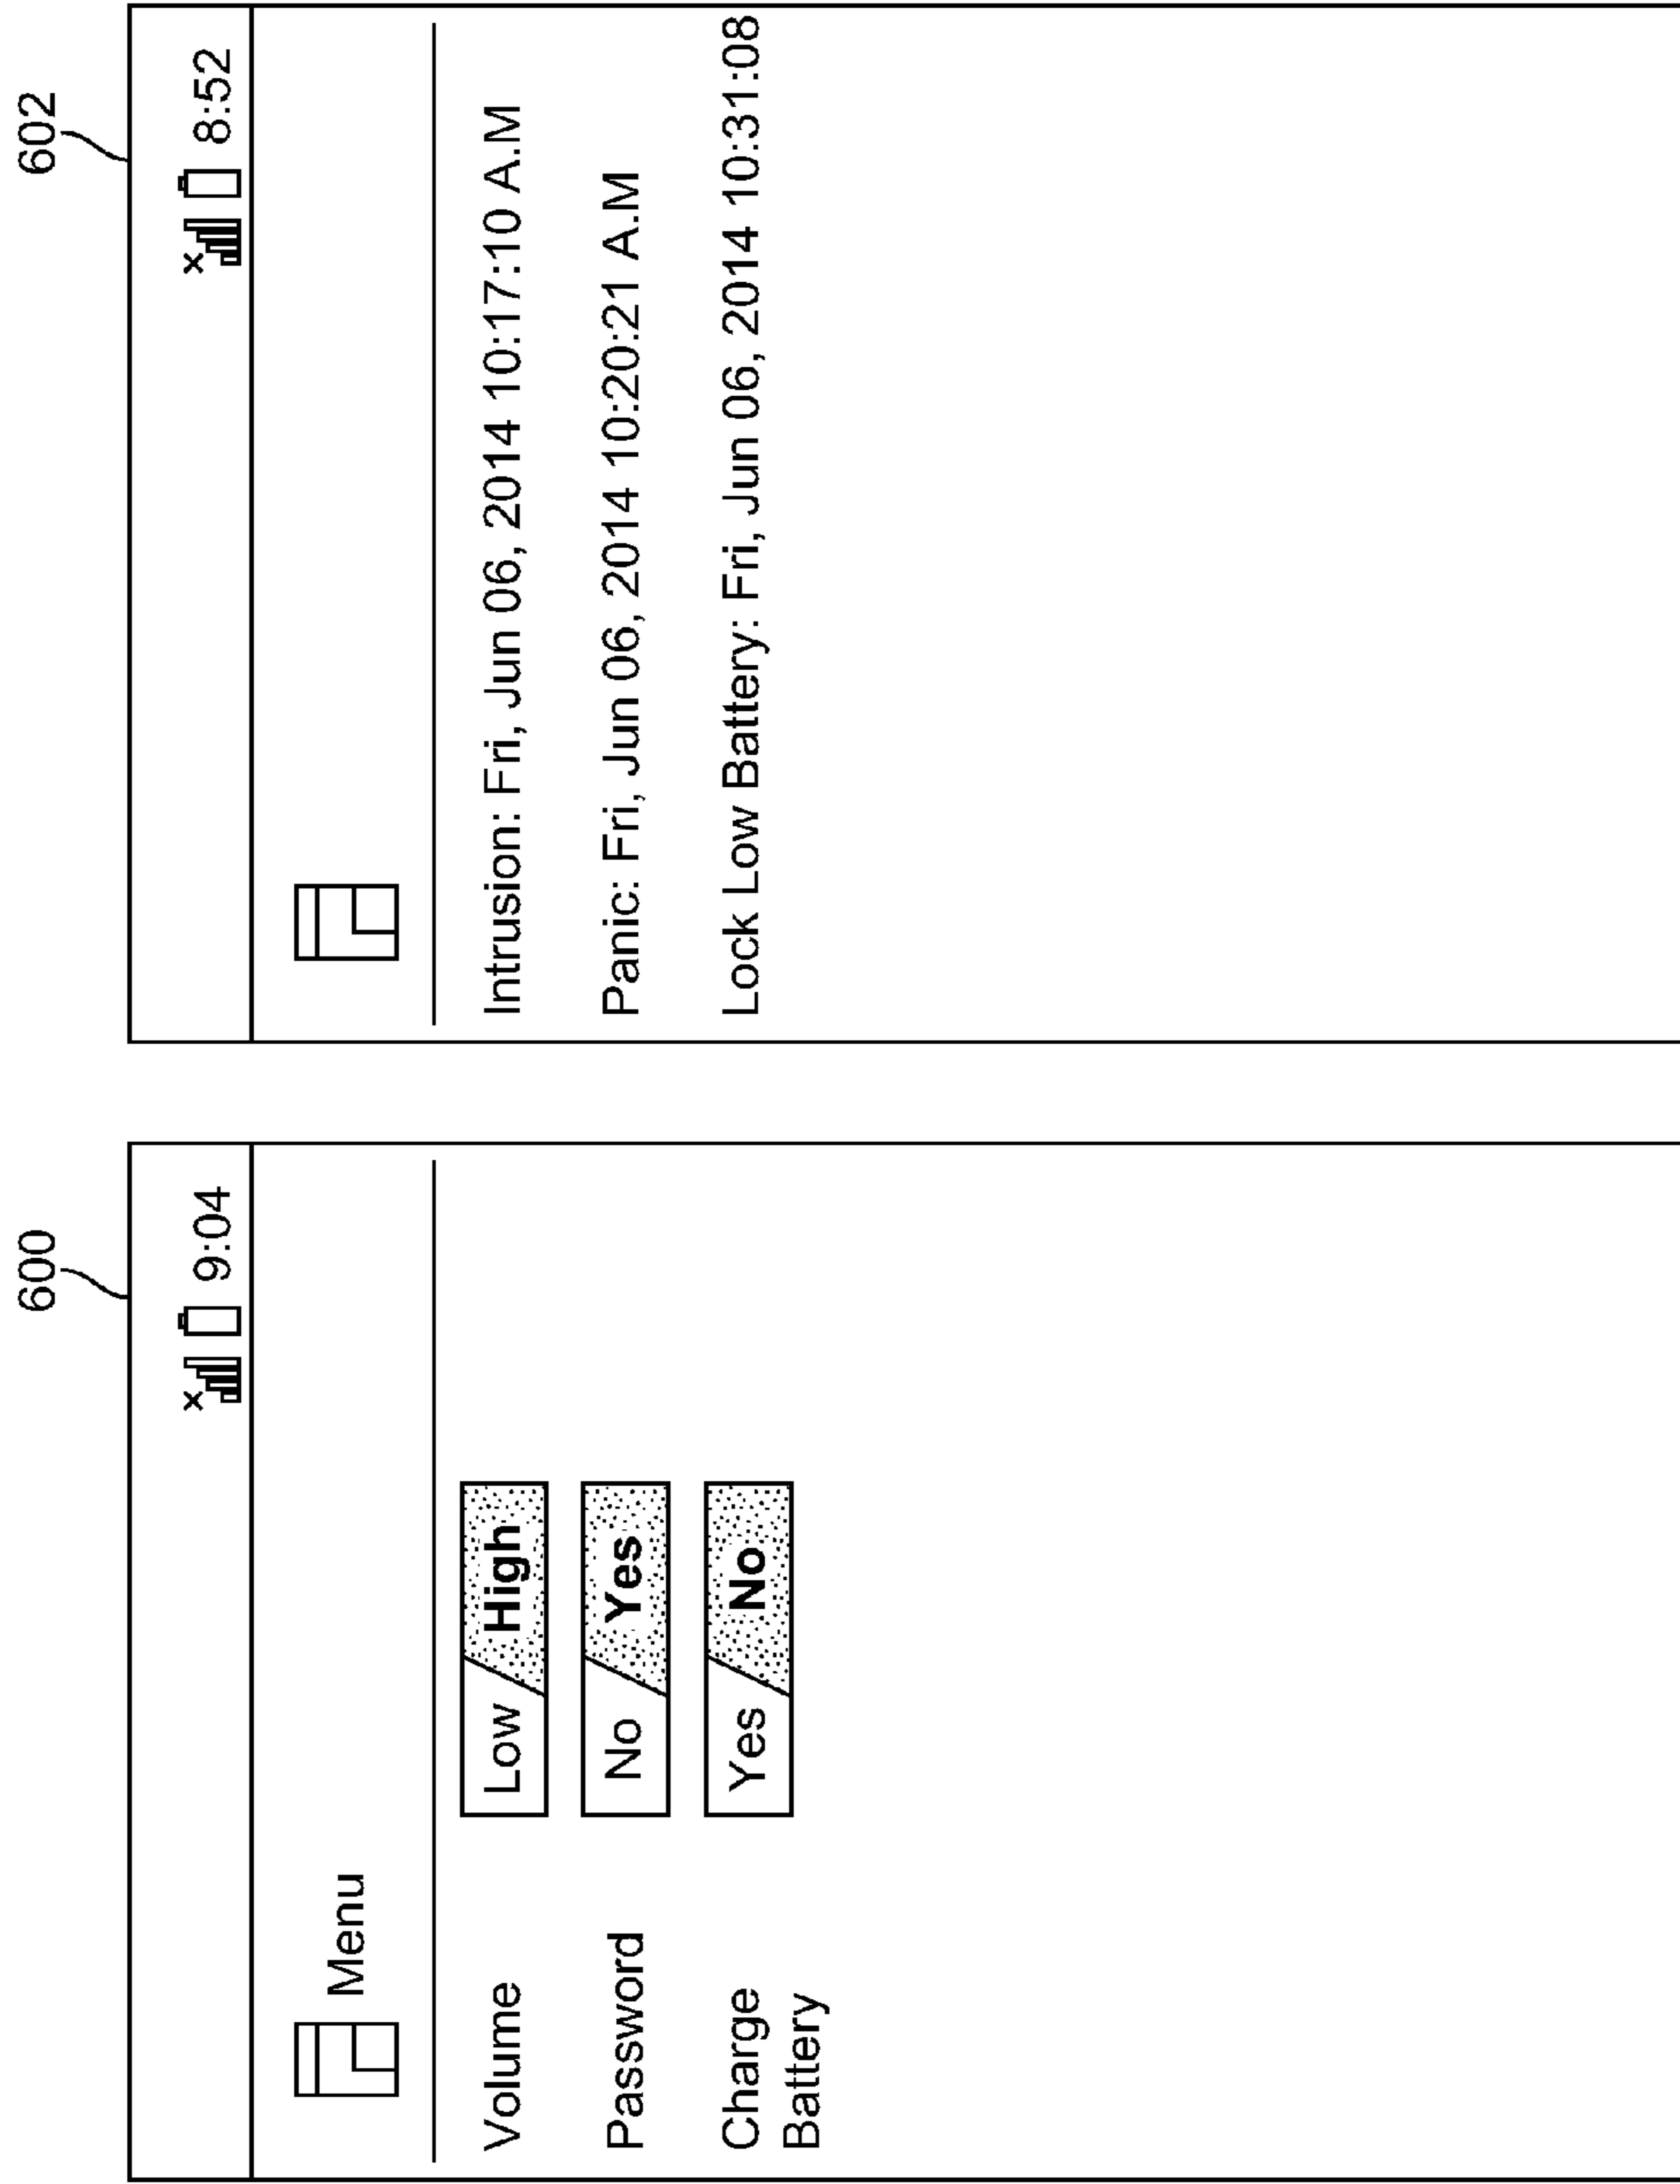 600
× 9:04
Menu
Volume Low High
Password No Yes
Charge Yes No
Battery
602
× 8:52
Intrusion: Fri, Jun 06, 2014 10:17:10 A.M
Panic: Fri, Jun 06, 2014 10:20:21 A.M
Lock Low Battery: Fri, Jun 06, 2014 10:31:08